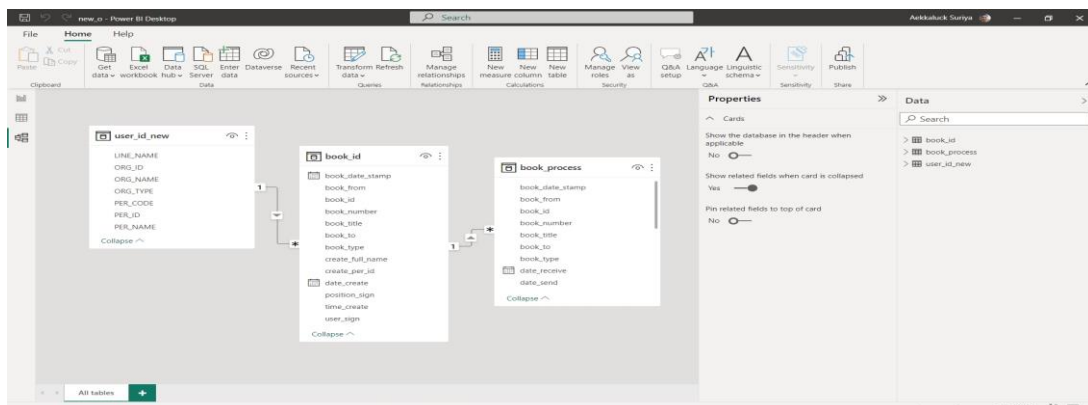 new_o - Power BI Desktop
Search
Aekkaluck Suriya
File Home Help
Paste
Cut
Copy
Clipboard
Get data
Excel workbook
Data hub
SQL Server
Enter data
Dataverse
Recent sources
Data
Transform data
Refresh
Queries
Manage relationships
Relationships
New measure
New column
New table
Calculations
Manage roles
View as
Security
Q&A setup
Language
Linguistic schema
Q&A
Sensitivity
Sensitivity
Publish
Share
user_id_new
LINE_NAME
ORG_ID
ORG_NAME
ORG_TYPE
PER_CODE
PER_ID
PER_NAME
Collapse
1
*
book_id
book_date_stamp
book_from
book_id
book_number
book_title
book_to
book_type
create_full_name
create_per_id
date_create
position_sign
time_create
user_sign
Collapse
1
*
book_process
book_date_stamp
book_from
book_id
book_number
book_title
book_to
book_type
date_receive
date_send
Collapse
Properties
Cards
Show the database in the header when
applicable
No
Show related fields when card is collapsed
Yes
Pin related fields to top of card
No
Data
Search
book_id
book_process
user_id_new
All tables